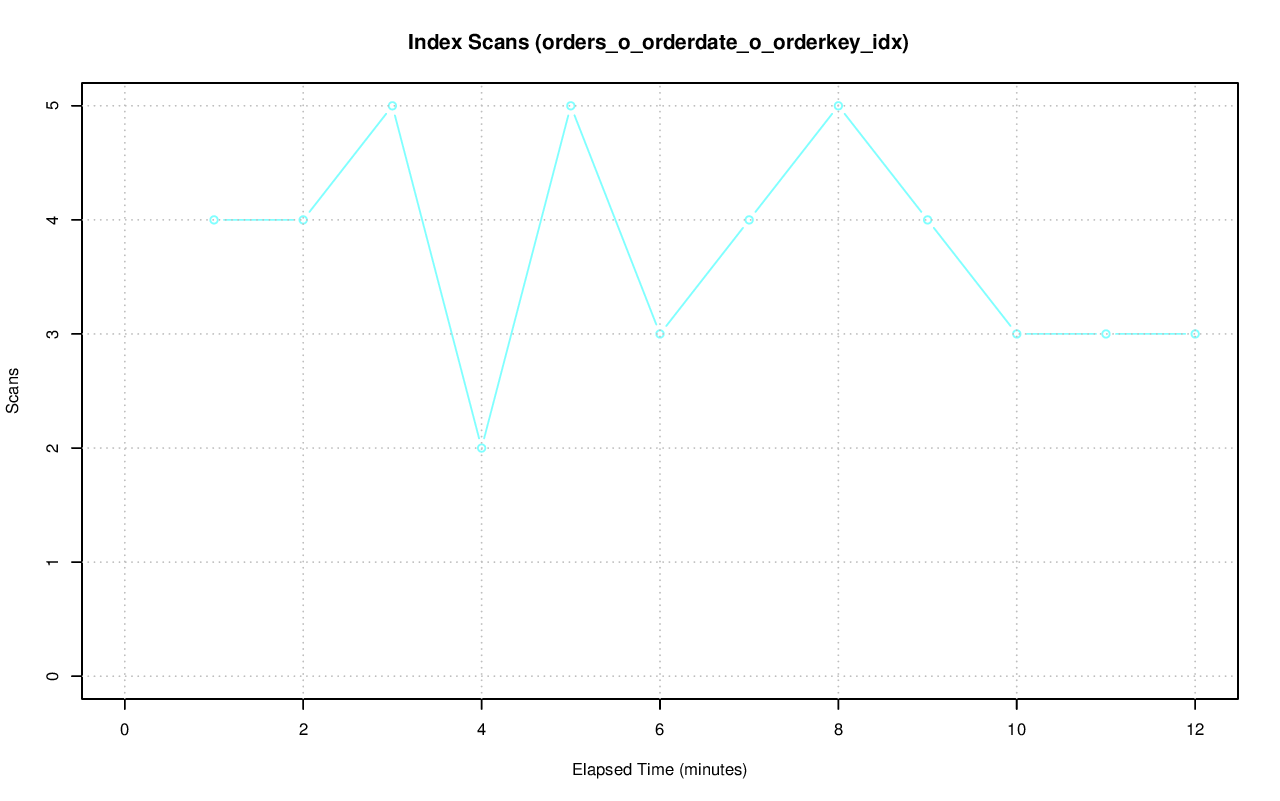 Index Scans (orders_o_orderdate_o_orderkey_idx)
5
4
3
2
1
0
Scans
0 2 4 6 8 10 12
Elapsed Time (minutes)